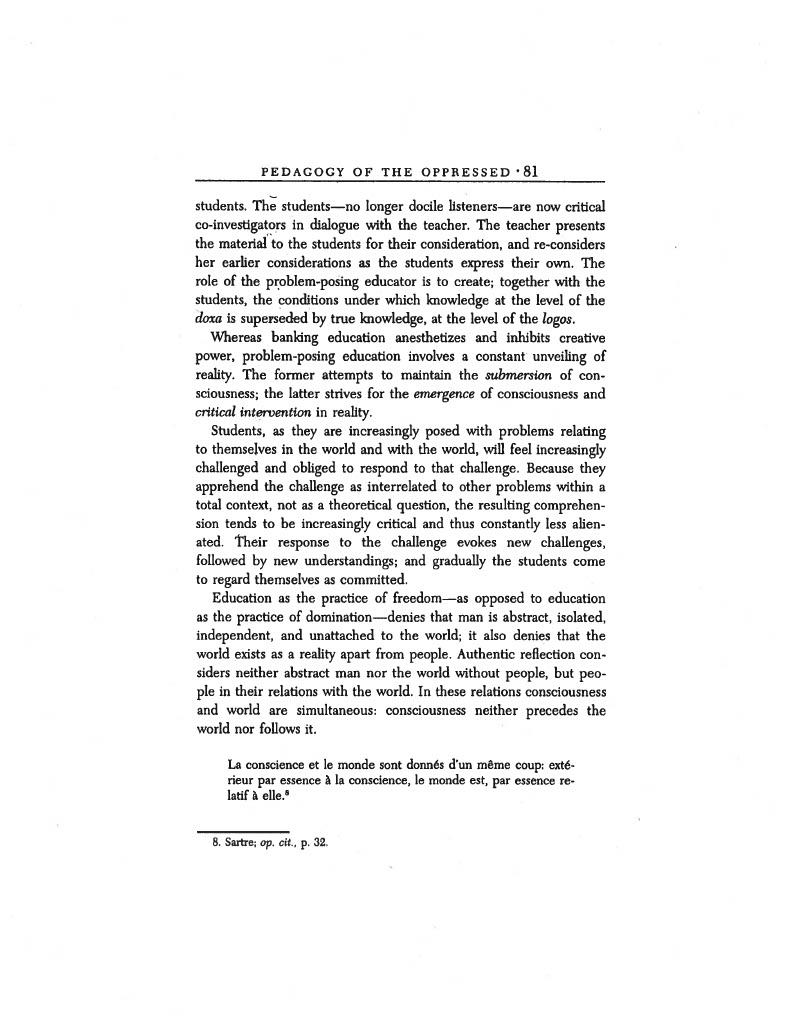 PEDAGOGY OF THE OPPRESSED · 81
students. The students—no longer docile listeners—are now critical
co-investigators in dialogue with the teacher. The teacher presents
the material to the students for their consideration, and re-considers
her earlier considerations as the students express their own. The
role of the problem-posing educator is to create; together with the
students, the conditions under which knowledge at the level of the
doxa is superseded by true knowledge, at the level of the logos.
Whereas banking education anesthetizes and inhibits creative
power, problem-posing education involves a constant unveiling of
reality. The former attempts to maintain the submersion of con-
sciousness; the latter strives for the emergence of consciousness and
critical intervention in reality.
Students, as they are increasingly posed with problems relating
to themselves in the world and with the world, will feel increasingly
challenged and obliged to respond to that challenge. Because they
apprehend the challenge as interrelated to other problems within a
total context, not as a theoretical question, the resulting comprehen-
sion tends to be increasingly critical and thus constantly less alien-
ated. Their response to the challenge evokes new challenges,
followed by new understandings; and gradually the students come
to regard themselves as committed.
Education as the practice of freedom—as opposed to education
as the practice of domination—denies that man is abstract, isolated,
independent, and unattached to the world; it also denies that the
world exists as a reality apart from people. Authentic reflection con-
siders neither abstract man nor the world without people, but peo-
ple in their relations with the world. In these relations consciousness
and world are simultaneous: consciousness neither precedes the
world nor follows it.
La conscience et le monde sont donnés d'un même coup: exté-
rieur par essence à la conscience, le monde est, par essence re-
latif à elle.⁸
8. Sartre; op. cit., p. 32.